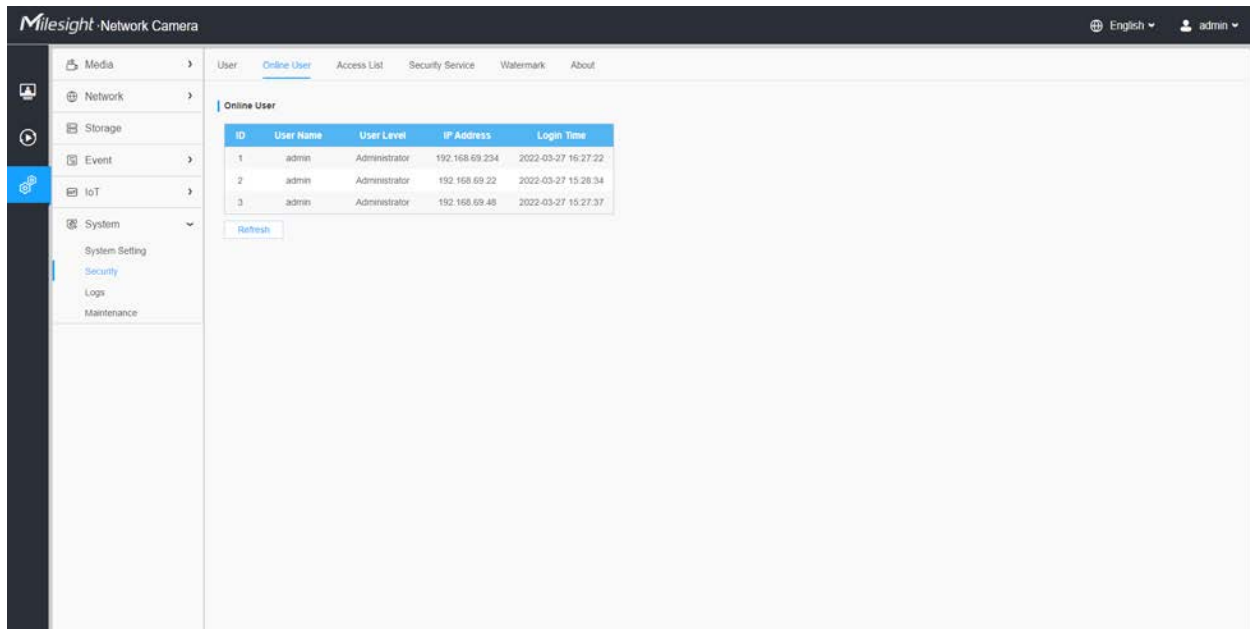 Milesight Network Camera
English
admin
Media
Network
Storage
Event
IoT
System
System Setting
Security
Logs
Maintenance
User Online User Access List Security Service Watermark About
Online User
ID User Name User Level IP Address Login Time
1 admin Administrator 192.168.69.234 2022-03-27 16:27:22
2 admin Administrator 192.168.69.22 2022-03-27 15:28:34
3 admin Administrator 192.168.69.48 2022-03-27 15:27:37
Refresh